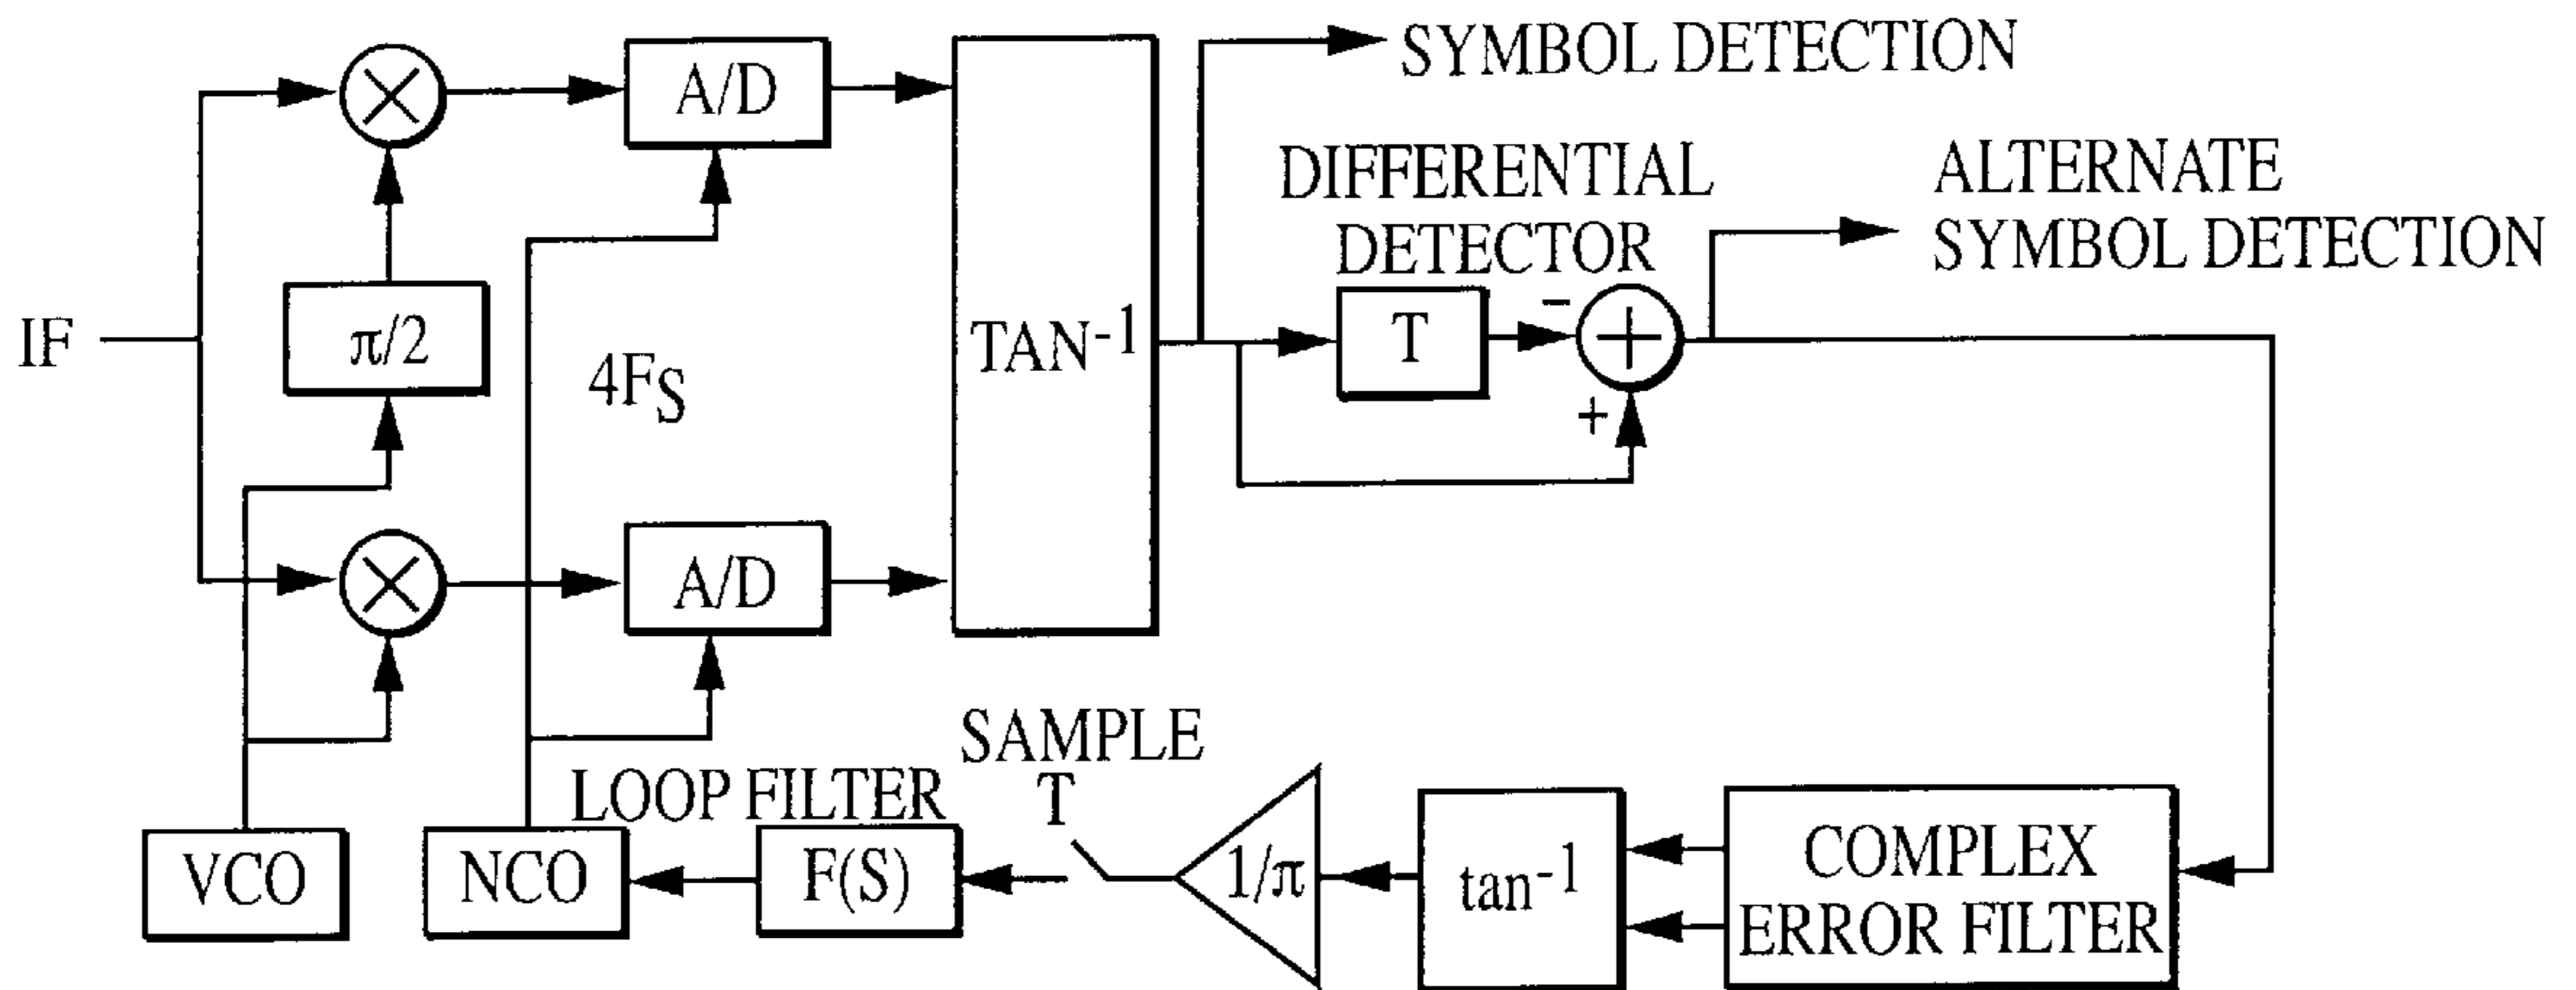 SYMBOL DETECTION
A/D
DIFFERENTIAL
DETECTOR
ALTERNATE
SYMBOL DETECTION
IF
π/2
4FS
TAN-1
T
-
+
A/D
SAMPLE
T
LOOP FILTER
VCO
NCO
F(S)
1/π
tan-1
COMPLEX
ERROR FILTER